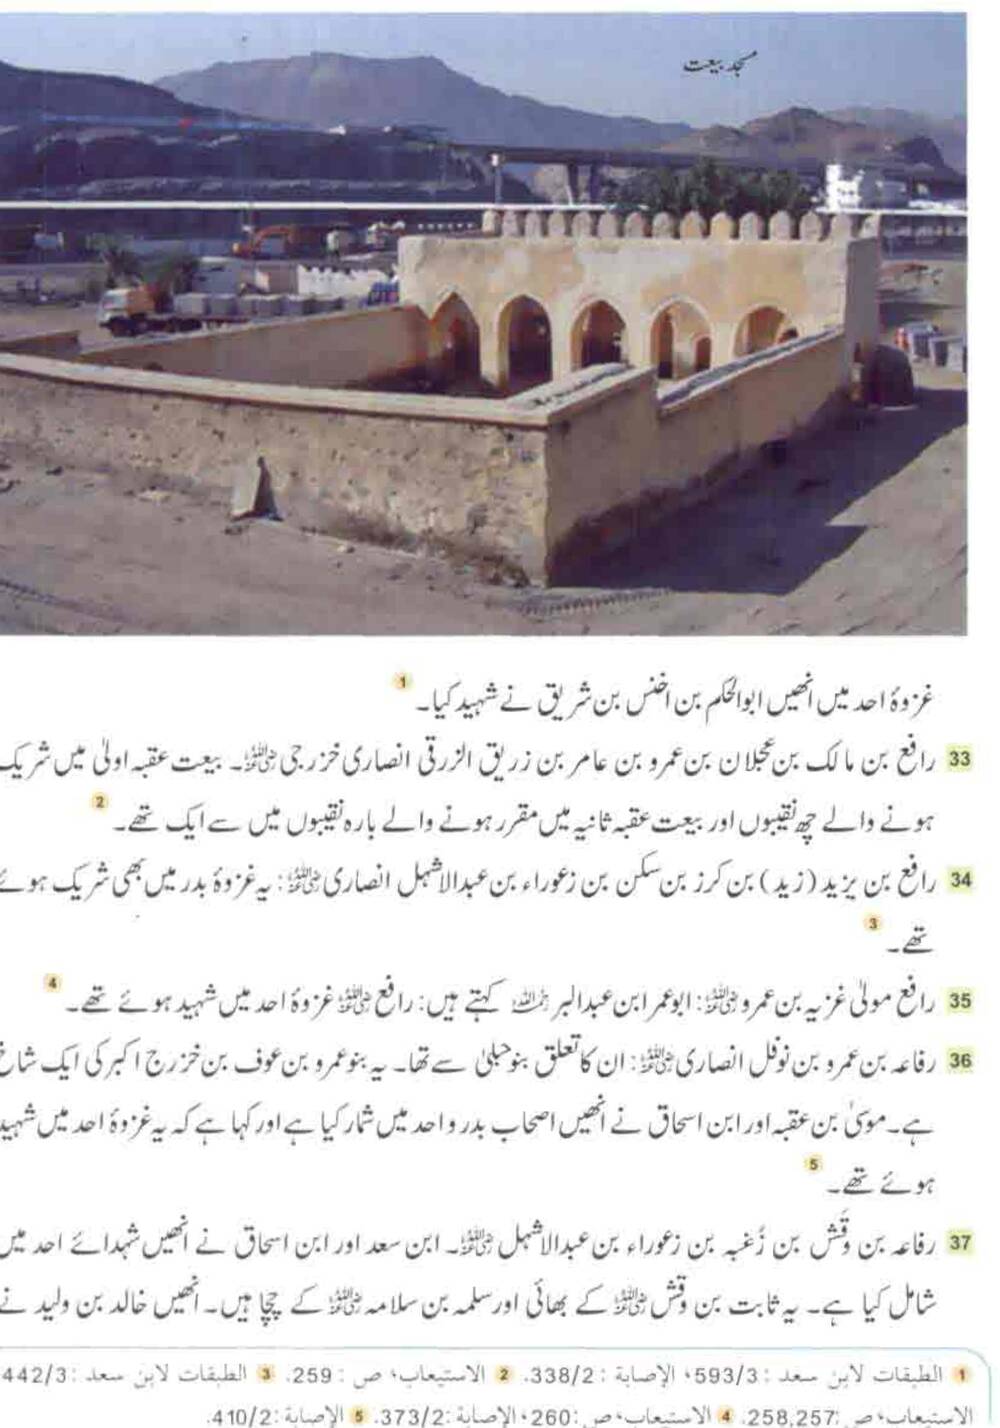 مسجد بیعت
غزوۂ احد میں انھیں ابوالحکم بن اخنس بن شریق نے شہید کیا۔ 1
33 رافع بن مالک بن عجلان بن عمرو بن عامر بن زریق الزرقی انصاری خزرجی رضی اللہ عنہ۔ بیعت عقبہ اولیٰ میں شریک
ہونے والے چھ نقیبوں اور بیعت عقبہ ثانیہ میں مقرر ہونے والے بارہ نقیبوں میں سے ایک تھے۔ 2
34 رافع بن یزید (زید) بن کرز بن سکن بن زعوراء بن عبدالاشہل انصاری رضی اللہ عنہ: یہ غزوۂ بدر میں بھی شریک ہوئے
تھے۔ 3
35 رافع مولیٰ غزیہ بن عمرو رضی اللہ عنہ: ابوعمر ابن عبدالبر رحمہ اللہ کہتے ہیں: رافع رضی اللہ عنہ غزوۂ احد میں شہید ہوئے تھے۔ 4
36 رفاعہ بن عمرو بن نوفل انصاری رضی اللہ عنہ: ان کا تعلق بنو حبلیٰ سے تھا۔ یہ بنو عمرو بن عوف بن خزرج اکبر کی ایک شاخ
ہے۔ موسیٰ بن عقبہ اور ابن اسحاق نے انھیں اصحاب بدر و احد میں شمار کیا ہے اور کہا ہے کہ یہ غزوۂ احد میں شہید
ہوئے تھے۔ 5
37 رفاعہ بن وَقَش بن زُغبہ بن زعوراء بن عبدالاشہل رضی اللہ عنہ۔ ابن سعد اور ابن اسحاق نے انھیں شہدائے احد میں
شامل کیا ہے۔ یہ ثابت بن وقش رضی اللہ عنہ کے بھائی اور سلمہ بن سلامہ رضی اللہ عنہ کے چچا ہیں۔ انھیں خالد بن ولید نے
1 الطبقات لابن سعد: 593/3، الإصابة: 338/2. 2 الاستيعاب، ص: 259. 3 الطبقات لابن سعد: 442/3،
الاستيعاب، ص: 258,257. 4 الاستيعاب، ص: 260، الإصابة: 373/2. 5 الإصابة: 410/2.